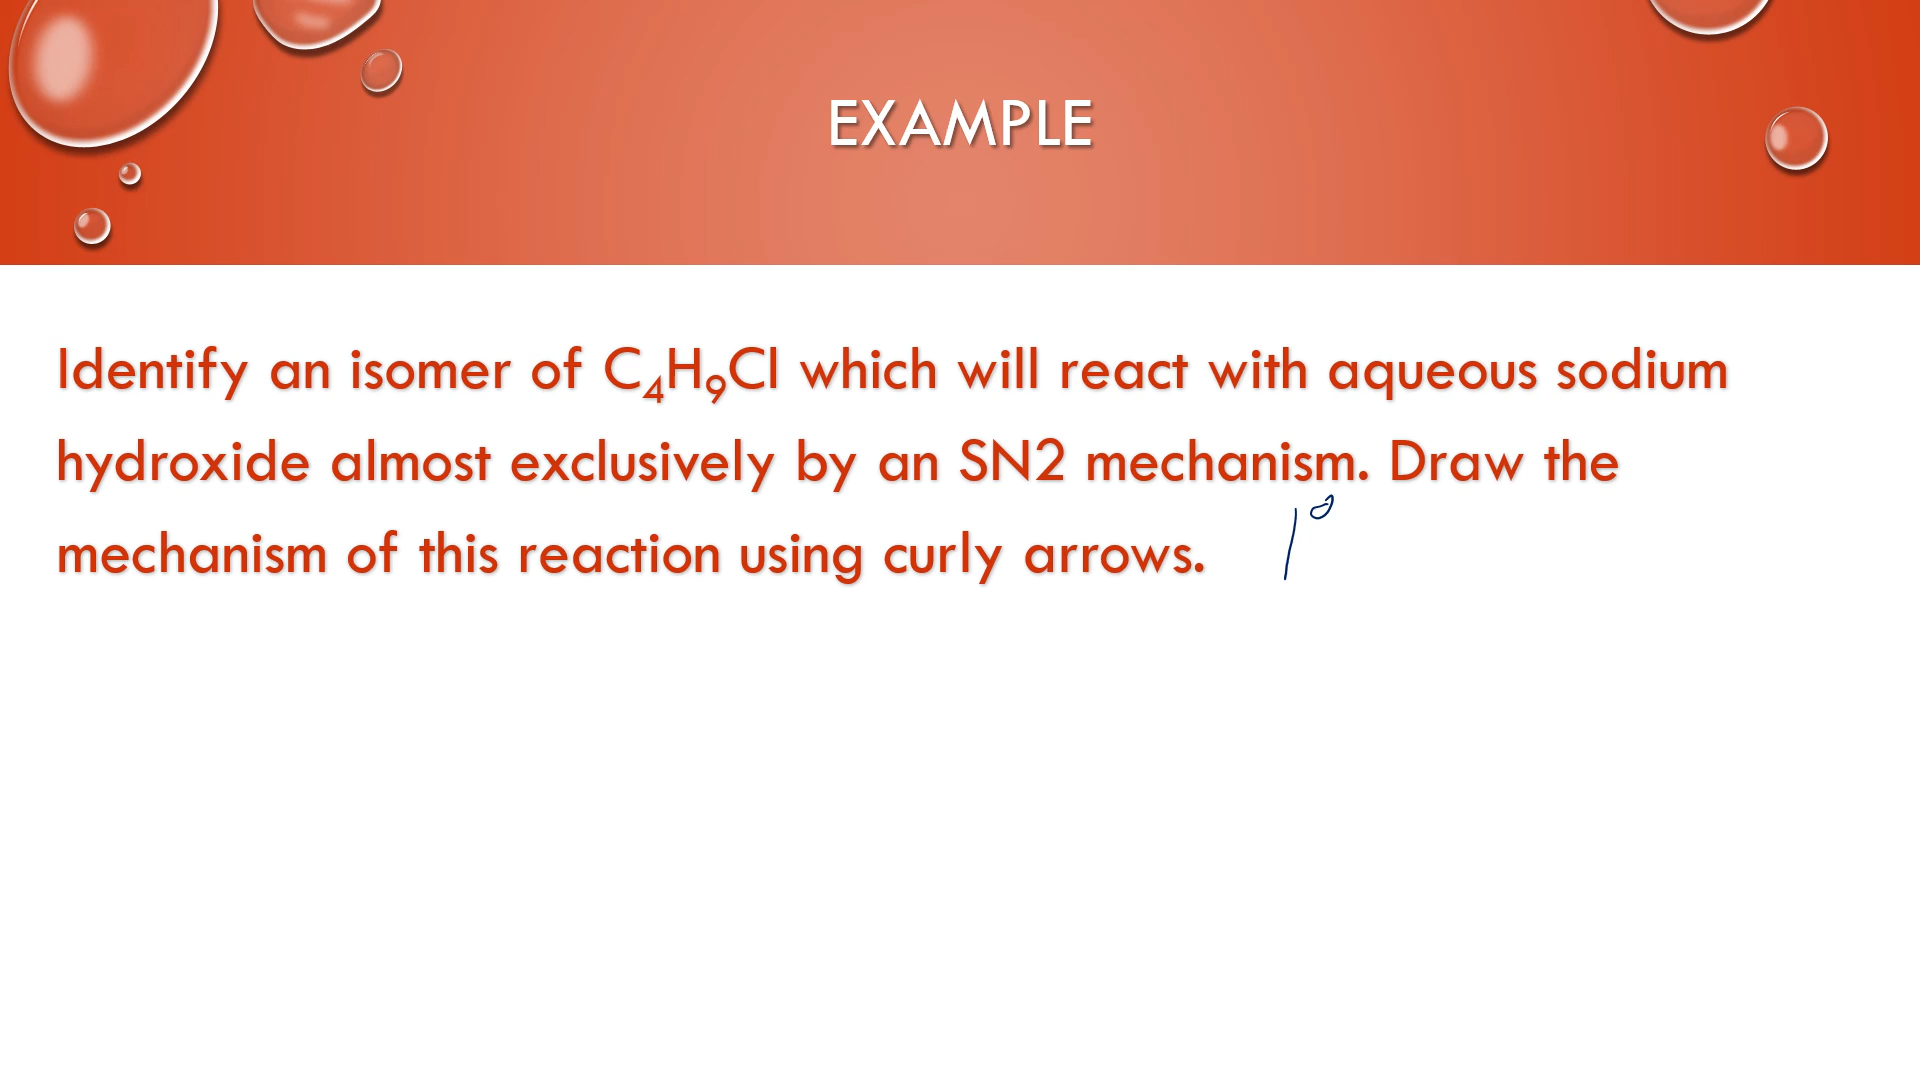 EXAMPLE
Identify an isomer of C₄H₉Cl which will react with aqueous sodium
hydroxide almost exclusively by an SN2 mechanism. Draw the
mechanism of this reaction using curly arrows.
1°